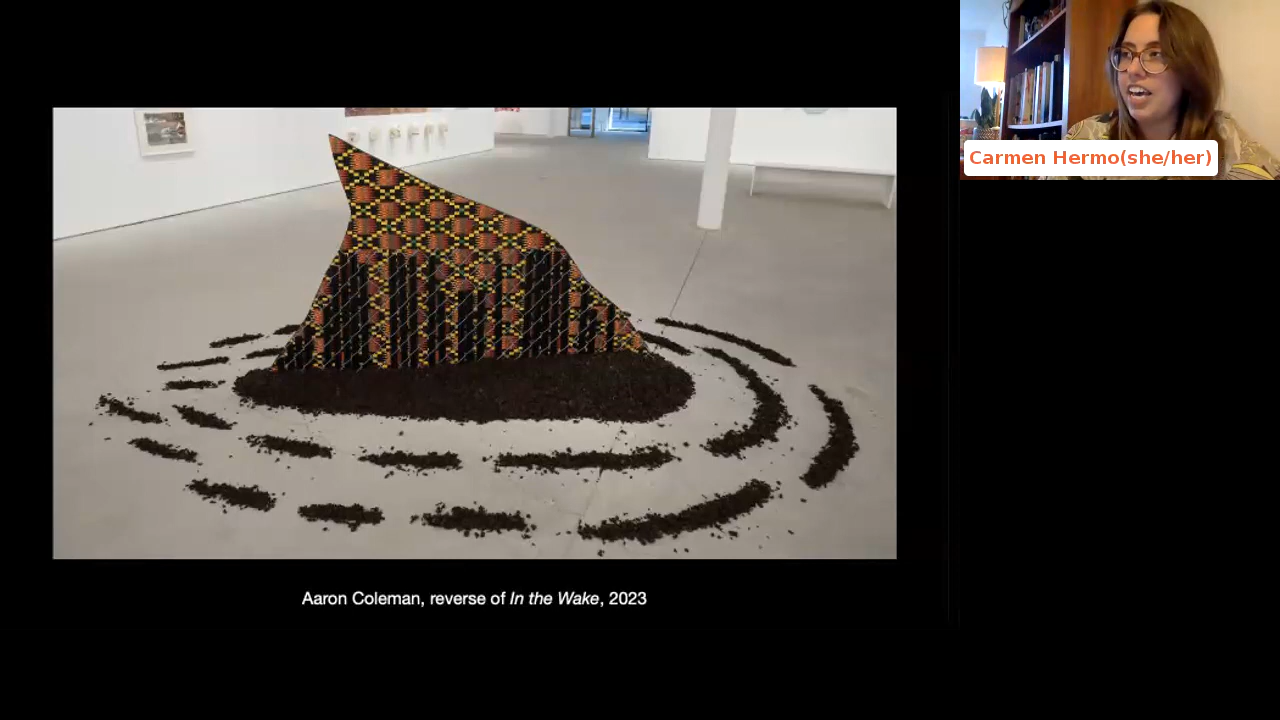 Carmen Hermo(she/her)
Aaron Coleman, reverse of In the Wake, 2023